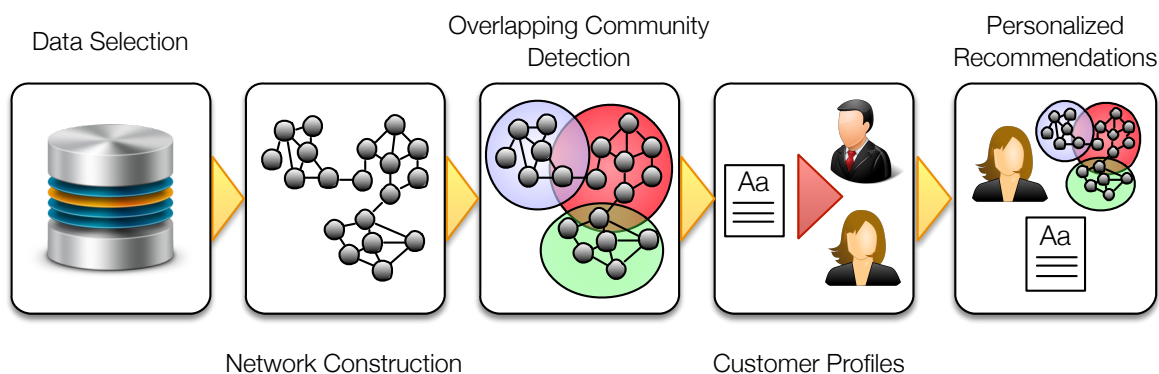 Data Selection
Overlapping Community
Detection
Personalized
Recommendations
Aa
Aa
Network Construction
Customer Profiles